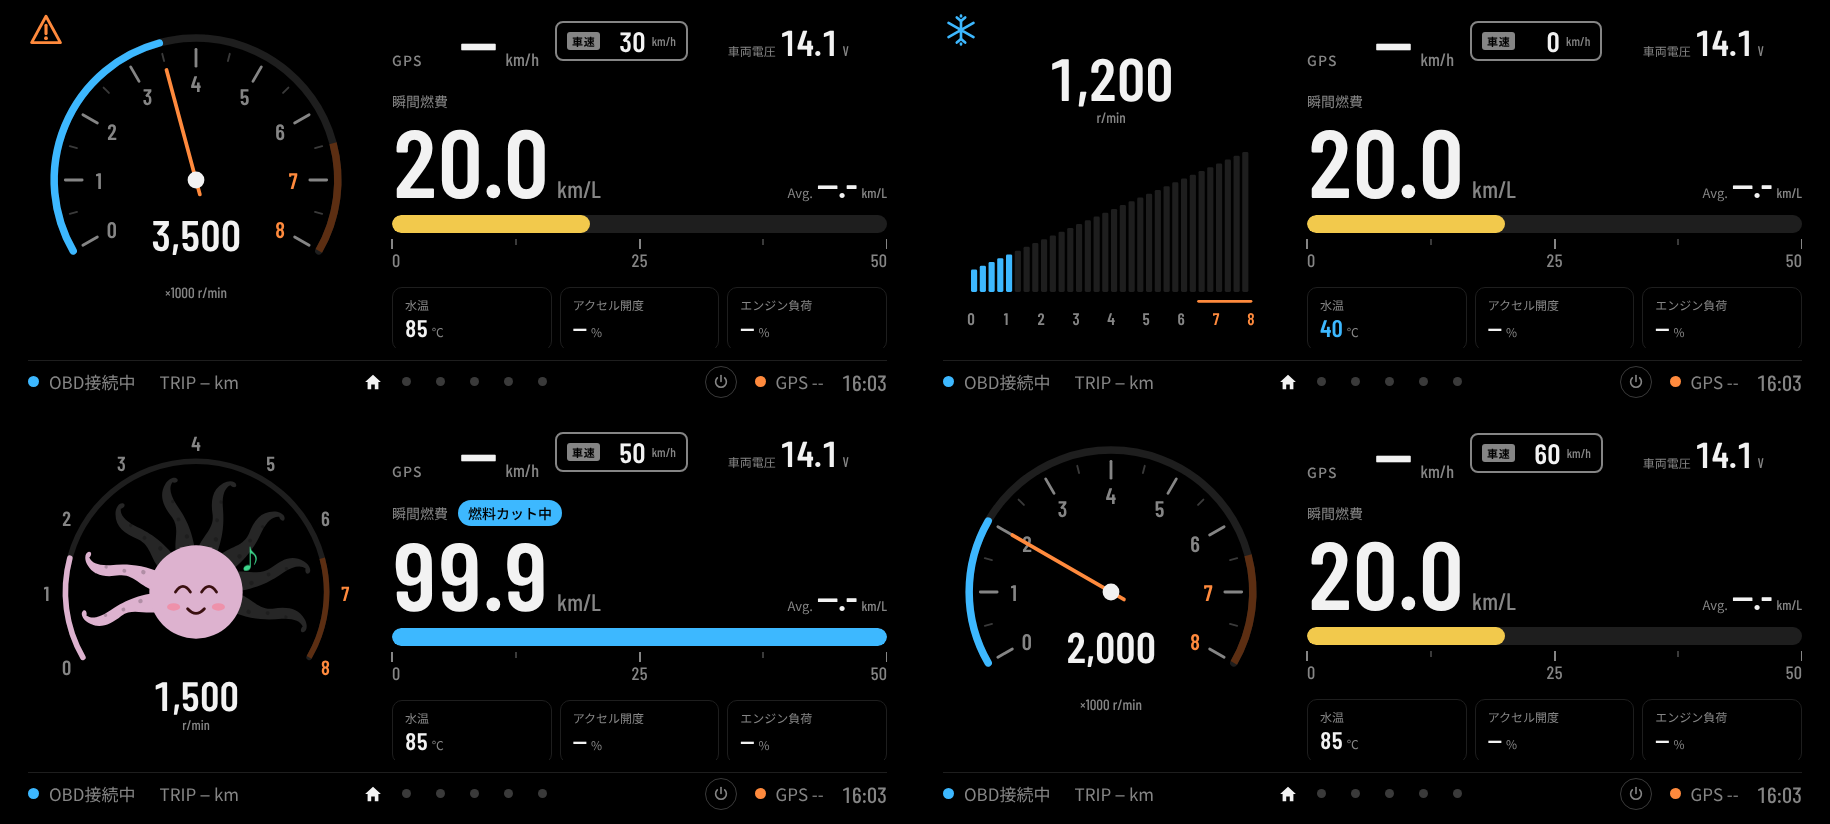 GPS — km/h 車速 30 km/h 車両電圧 14.1 V
瞬間燃費
20.0 km/L Avg. –.- km/L
0 25 50
水温 アクセル開度 エンジン負荷
85 ℃ – % – %
0 1 2 3 4 5 6 7 8
3,500
×1000 r/min
OBD接続中 TRIP – km GPS -- 16:03
1,200
r/min
0 1 2 3 4 5 6 7 8
GPS — km/h 車速 0 km/h 車両電圧 14.1 V
瞬間燃費
20.0 km/L Avg. –.- km/L
0 25 50
水温 アクセル開度 エンジン負荷
40 ℃ – % – %
OBD接続中 TRIP – km GPS -- 16:03
0 1 2 3 4 5 6 7 8
1,500
r/min
GPS — km/h 車速 50 km/h 車両電圧 14.1 V
瞬間燃費 燃料カット中
99.9 km/L Avg. –.- km/L
0 25 50
水温 アクセル開度 エンジン負荷
85 ℃ – % – %
OBD接続中 TRIP – km GPS -- 16:03
0 1 2 3 4 5 6 7 8
2,000
×1000 r/min
GPS — km/h 車速 60 km/h 車両電圧 14.1 V
瞬間燃費
20.0 km/L Avg. –.- km/L
0 25 50
水温 アクセル開度 エンジン負荷
85 ℃ – % – %
OBD接続中 TRIP – km GPS -- 16:03